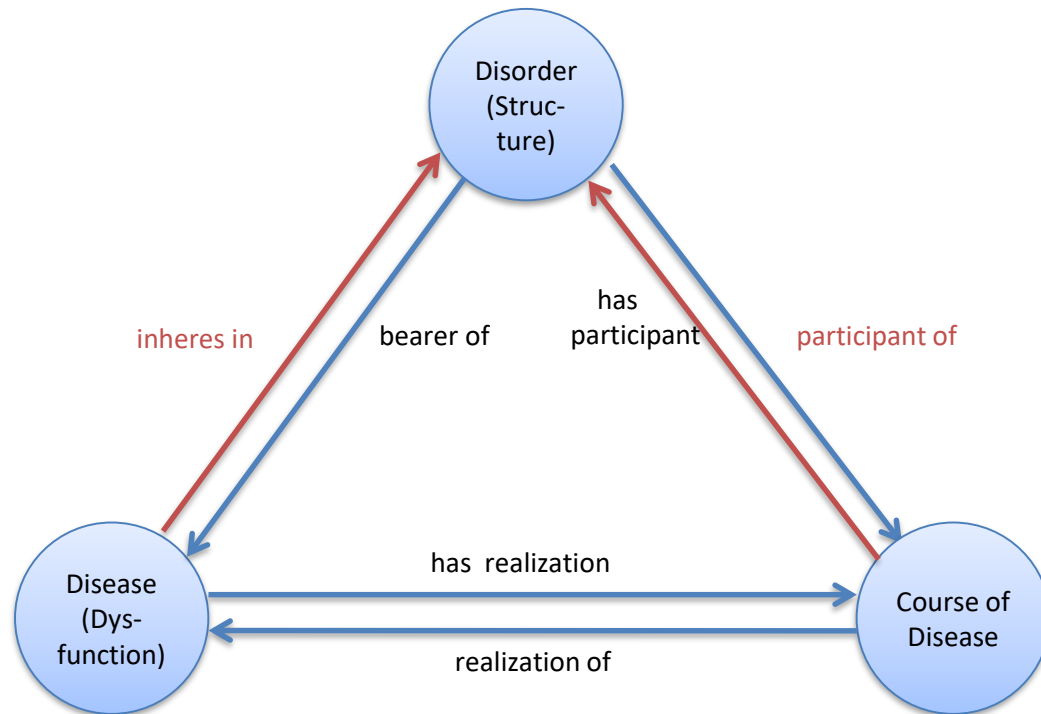 Disorder
(Struc-
ture)
has
participant
inheres in
bearer of
participant of
has realization
Disease
(Dys-
function)
Course of
Disease
realization of